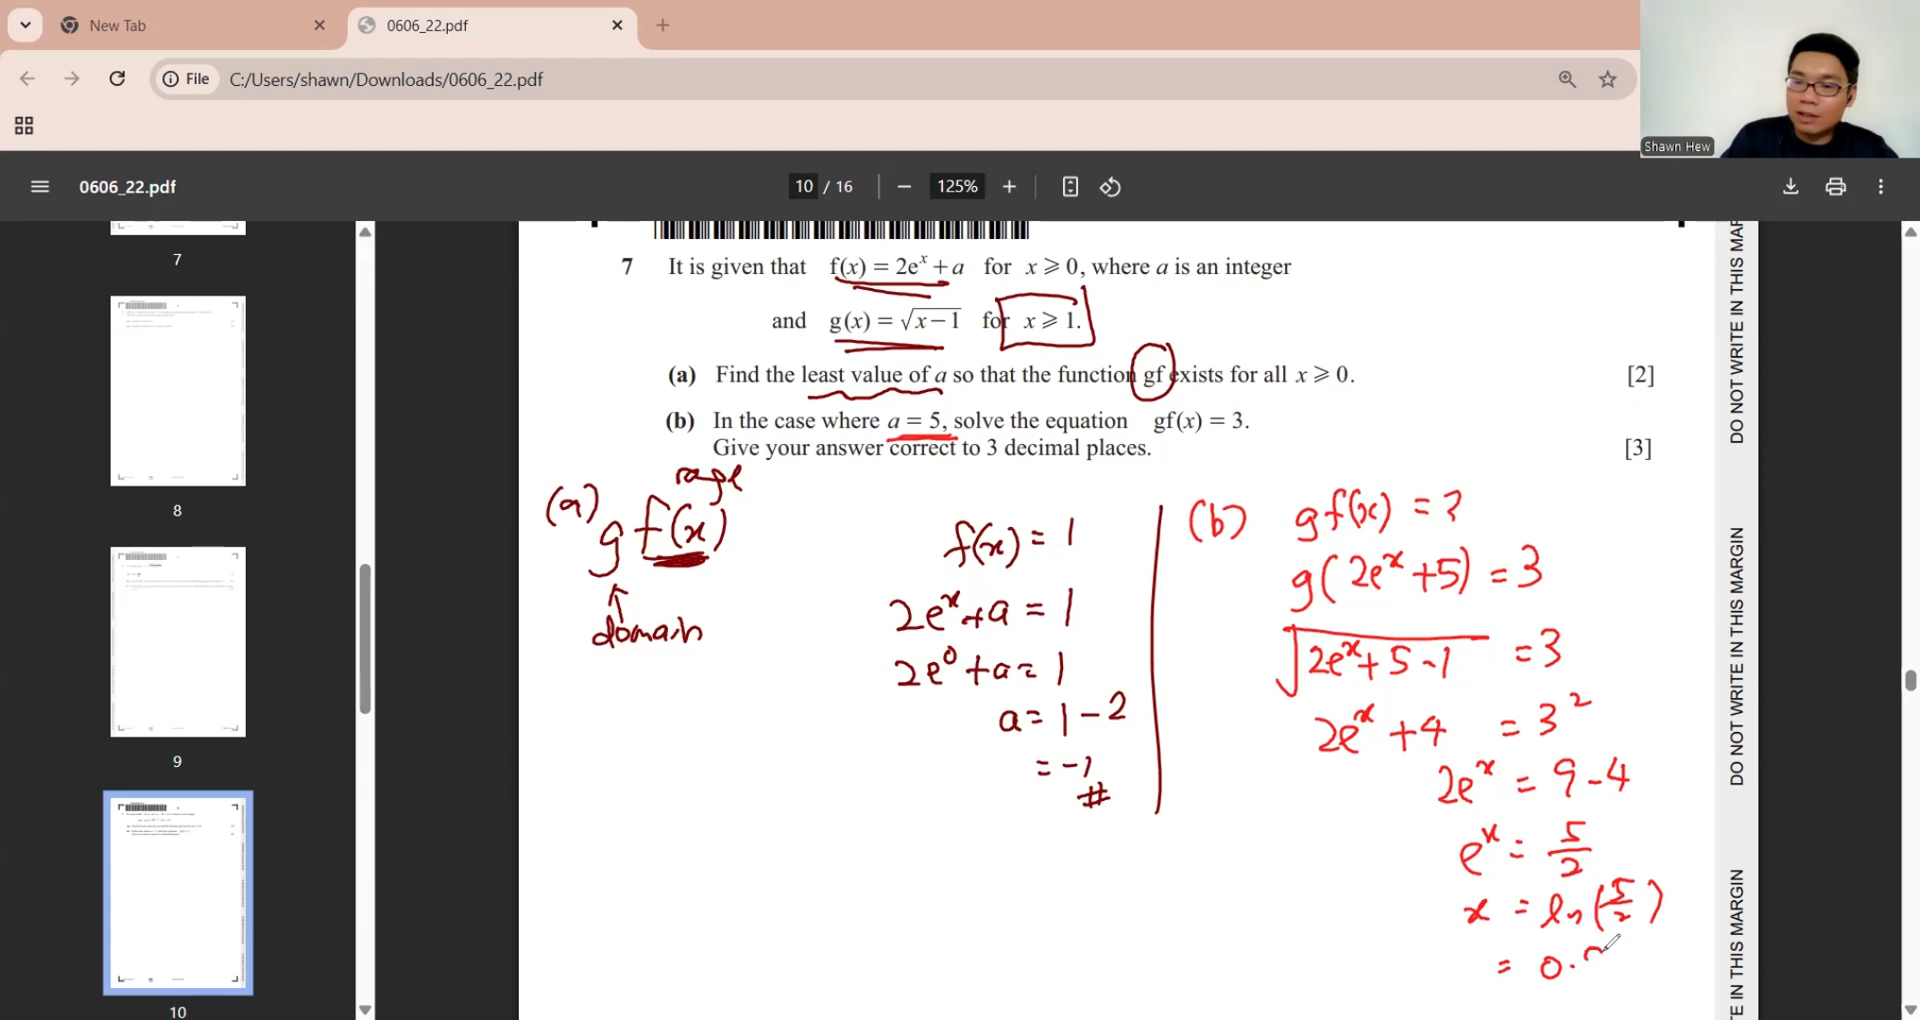 New Tab
0606_22.pdf
File
C:/Users/shawn/Downloads/0606_22.pdf
Shawn Hew
0606_22.pdf
10 / 16
125%
7
8
9
10
7 It is given that f(x) = 2eˣ + a for x ⩾ 0, where a is an integer
and g(x) = √(x−1) for x ⩾ 1.
(a) Find the least value of a so that the function gf exists for all x ⩾ 0. [2]
(b) In the case where a = 5, solve the equation gf(x) = 3.
Give your answer correct to 3 decimal places. [3]
(a) g f(x)
range
domain
f(x) = 1
2eˣ + a = 1
2e⁰ + a = 1
a = 1 − 2
= −1
#
(b) gf(x) = 3
g(2eˣ + 5) = 3
√(2eˣ + 5 − 1) = 3
2eˣ + 4 = 3²
2eˣ = 9 − 4
eˣ = 5/2
x = ln(5/2)
= 0.
DO NOT WRITE IN THIS MAR
DO NOT WRITE IN THIS MARGIN
E IN THIS MARGIN